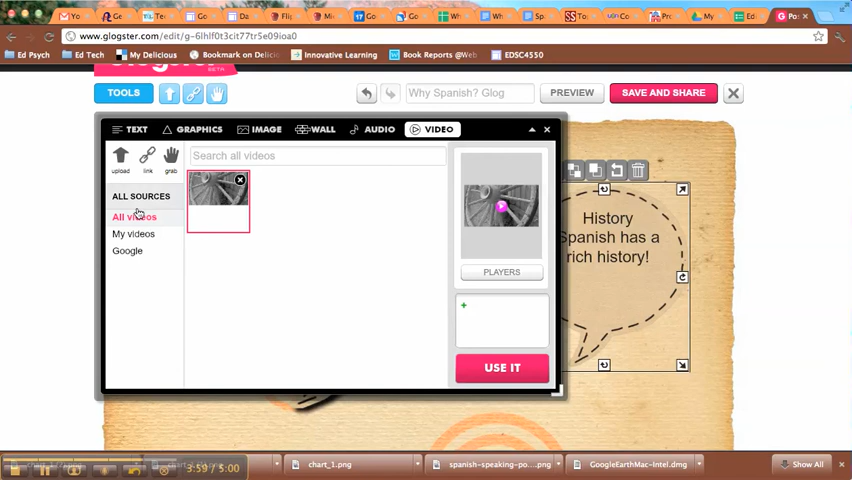 www.glogster.com/edit/g-6lhlf0t3cit77tr5e09ioa0
Ed Psych
Ed Tech
My Delicious
Bookmark on Delicio
Innovative Learning
Book Reports @Web
EDSC4550
BETA
TOOLS
Why Spanish? Glog
PREVIEW
SAVE AND SHARE
TEXT
GRAPHICS
IMAGE
WALL
AUDIO
VIDEO
upload
link
grab
Search all videos
ALL SOURCES
All videos
My videos
Google
PLAYERS
+
USE IT
History
Spanish has a
rich history!
3:59 / 5:00
chart_1.png
spanish-speaking-po....png
GoogleEarthMac-Intel.dmg
Show All